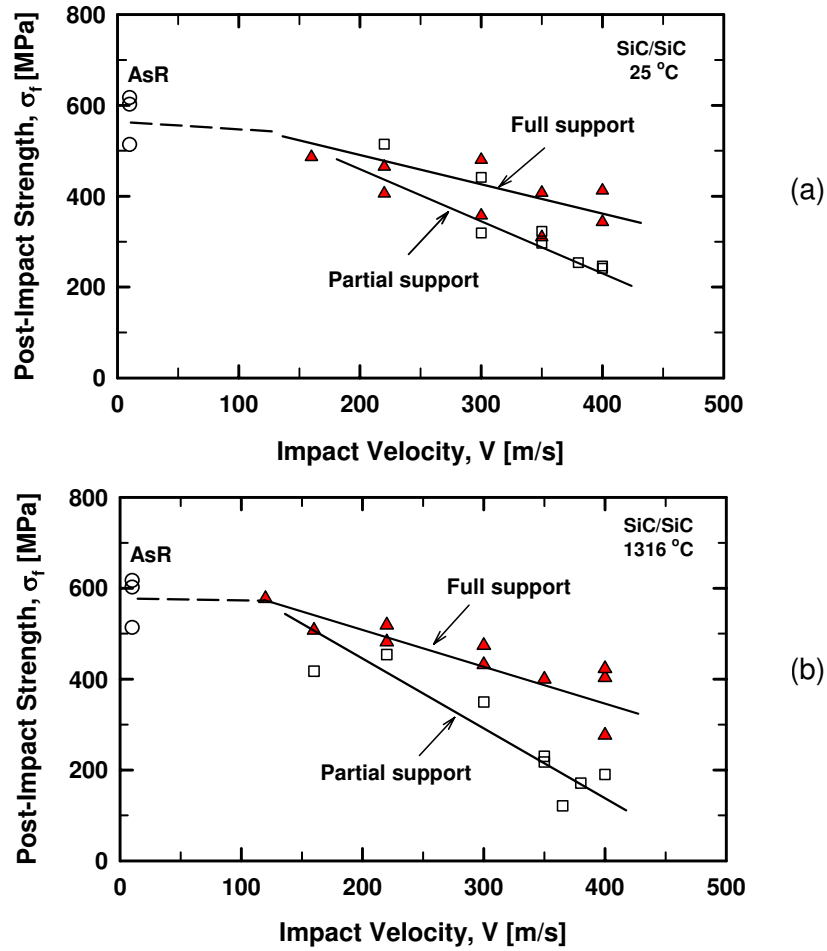 800
600
400
200
0
Post-Impact Strength, σf [MPa]
AsR
SiC/SiC
25 °C
Full support
Partial support
0 100 200 300 400 500
Impact Velocity, V [m/s]
(a)
800
600
400
200
0
Post-Impact Strength, σf [MPa]
AsR
SiC/SiC
1316 °C
Full support
Partial support
0 100 200 300 400 500
Impact Velocity, V [m/s]
(b)